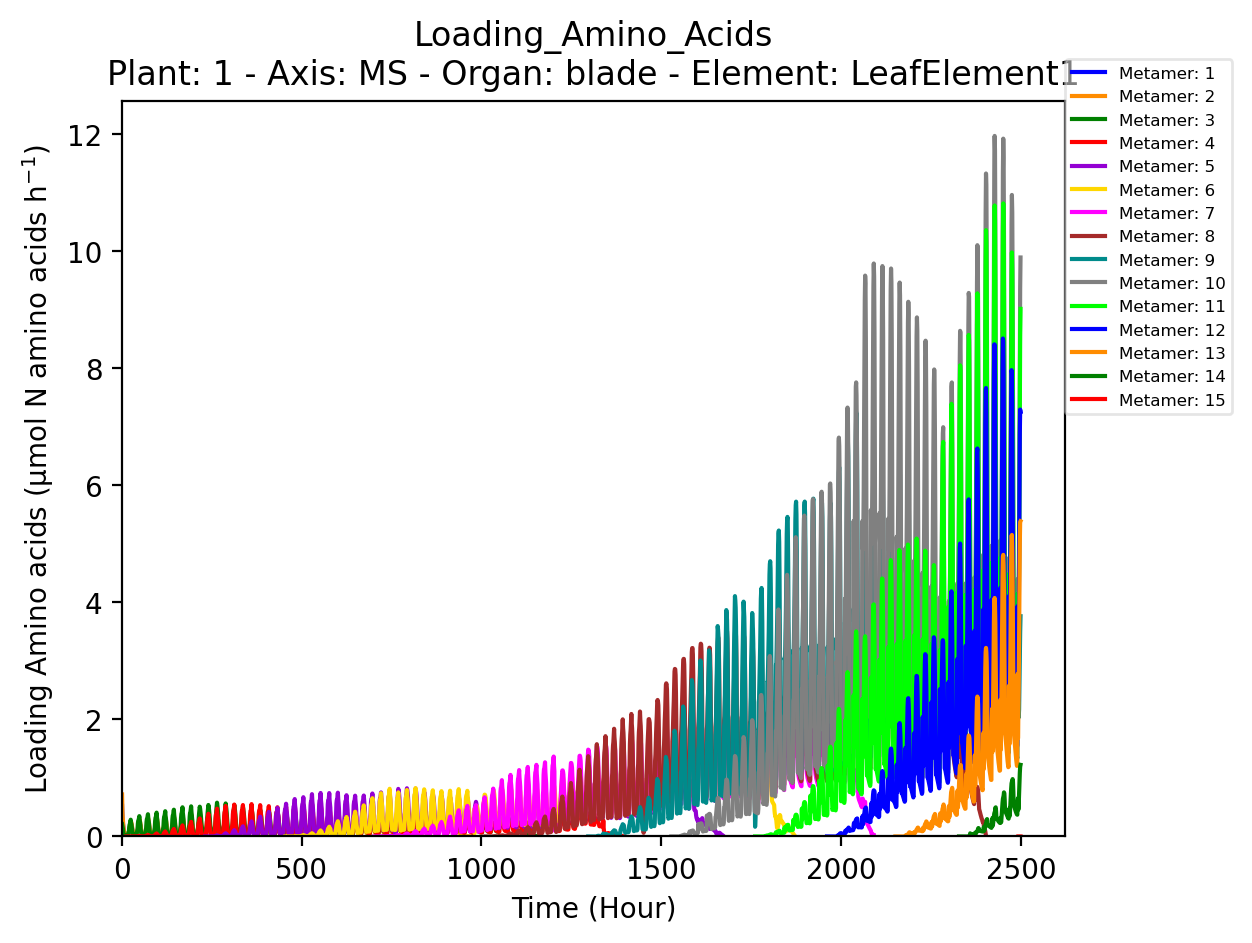 Loading_Amino_Acids
Plant: 1 - Axis: MS - Organ: blade - Element: LeafElement1
Metamer: 1
Metamer: 2
Metamer: 3
Metamer: 4
Metamer: 5
Metamer: 6
Metamer: 7
Metamer: 8
Metamer: 9
Metamer: 10
Metamer: 11
Metamer: 12
Metamer: 13
Metamer: 14
Metamer: 15
Loading Amino acids (µmol N amino acids h⁻¹)
12
10
8
6
4
2
0
0 500 1000 1500 2000 2500
Time (Hour)